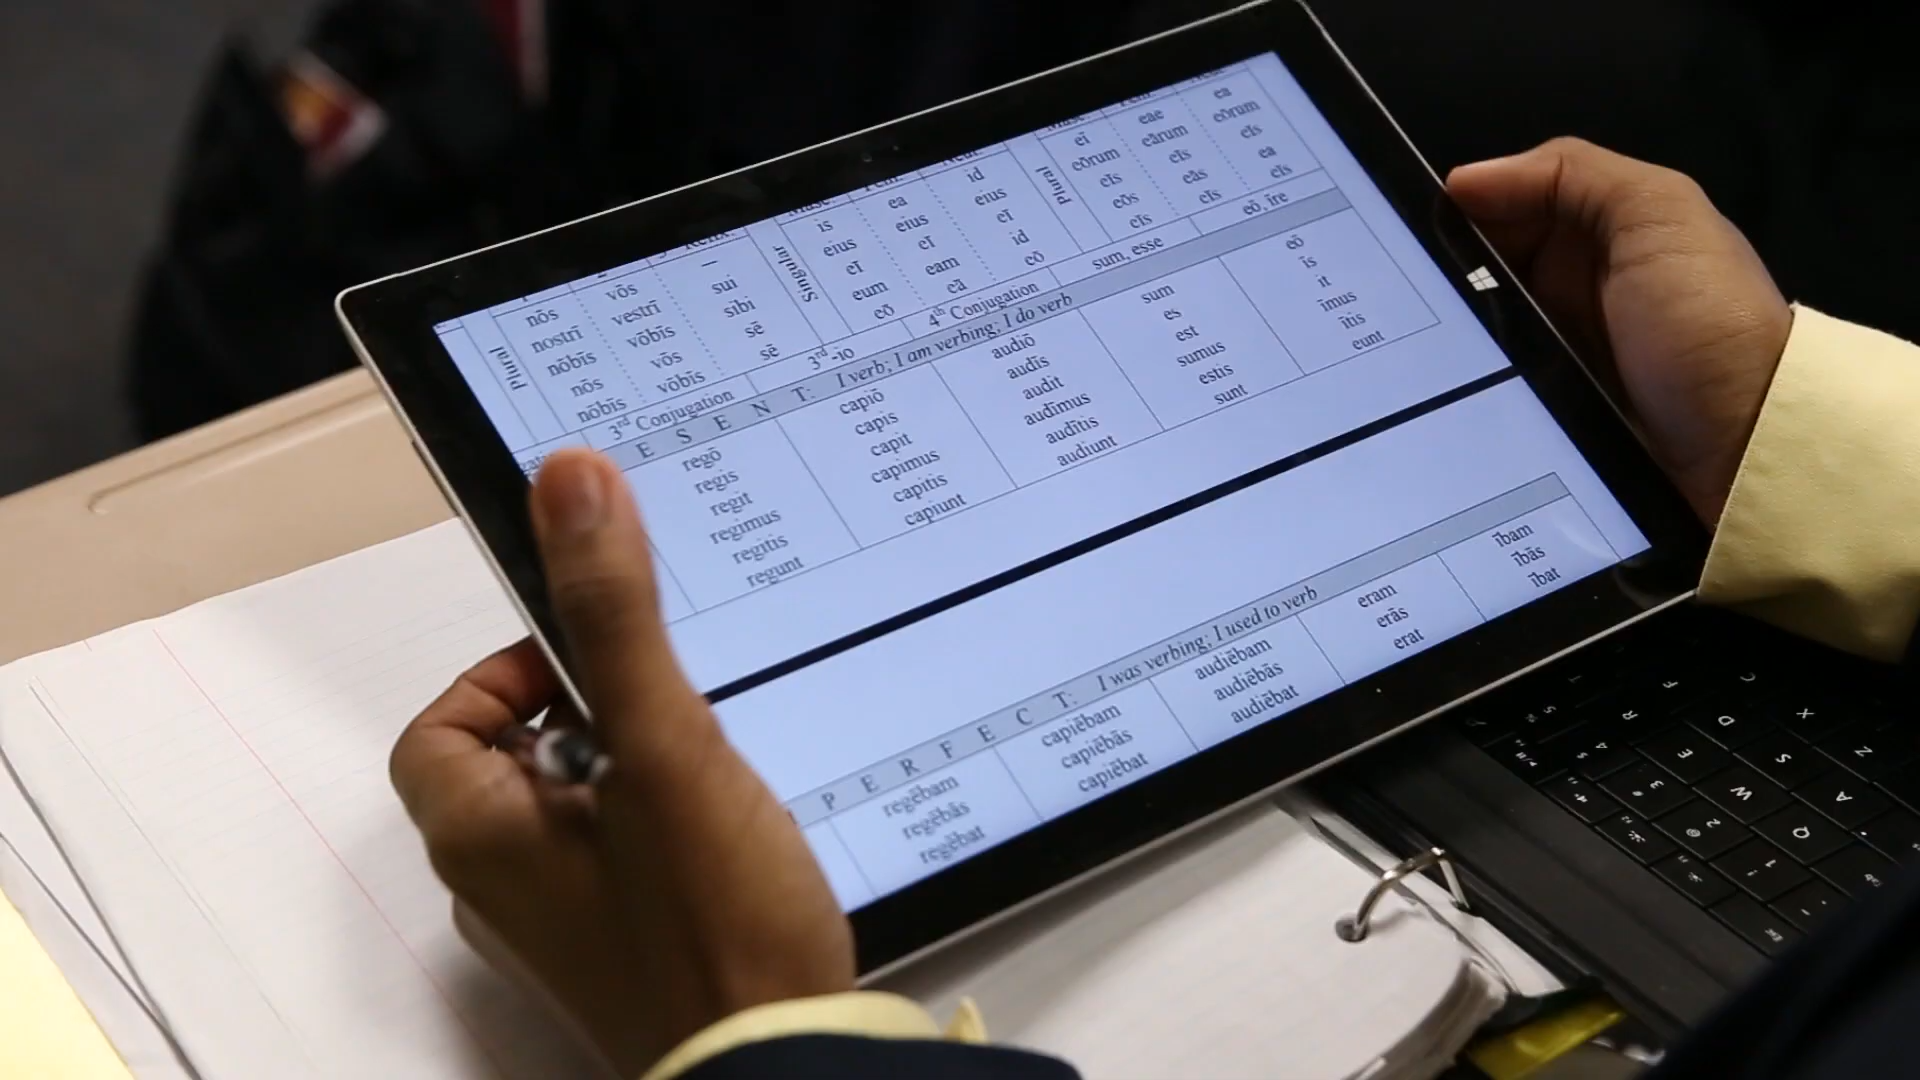 nōs vōs — sui
nostrī vestrī sibi
nōbīs vōbīs sē
nōs vōs sē
nōbīs vōbīs
Plural
Singular
is ea id
eius eius eius
eī eī eī
eum eam id
eō eā eō
Plural
eī eae ea
eōrum eārum eōrum
eīs eīs eīs
eōs eās ea
eīs eīs eīs
3rd Conjugation 3rd -io 4th Conjugation sum, esse eō, īre
E S E N T: I verb; I am verbing; I do verb
regō capiō audiō sum eō
regis capis audīs es īs
regit capit audit est it
regimus capimus audīmus sumus īmus
regitis capitis audītis estis ītis
regunt capiunt audiunt sunt eunt
P E R F E C T: I was verbing; I used to verb
regēbam capiēbam audiēbam eram ībam
regēbās capiēbās audiēbās erās ībās
regēbat capiēbat audiēbat erat ībat